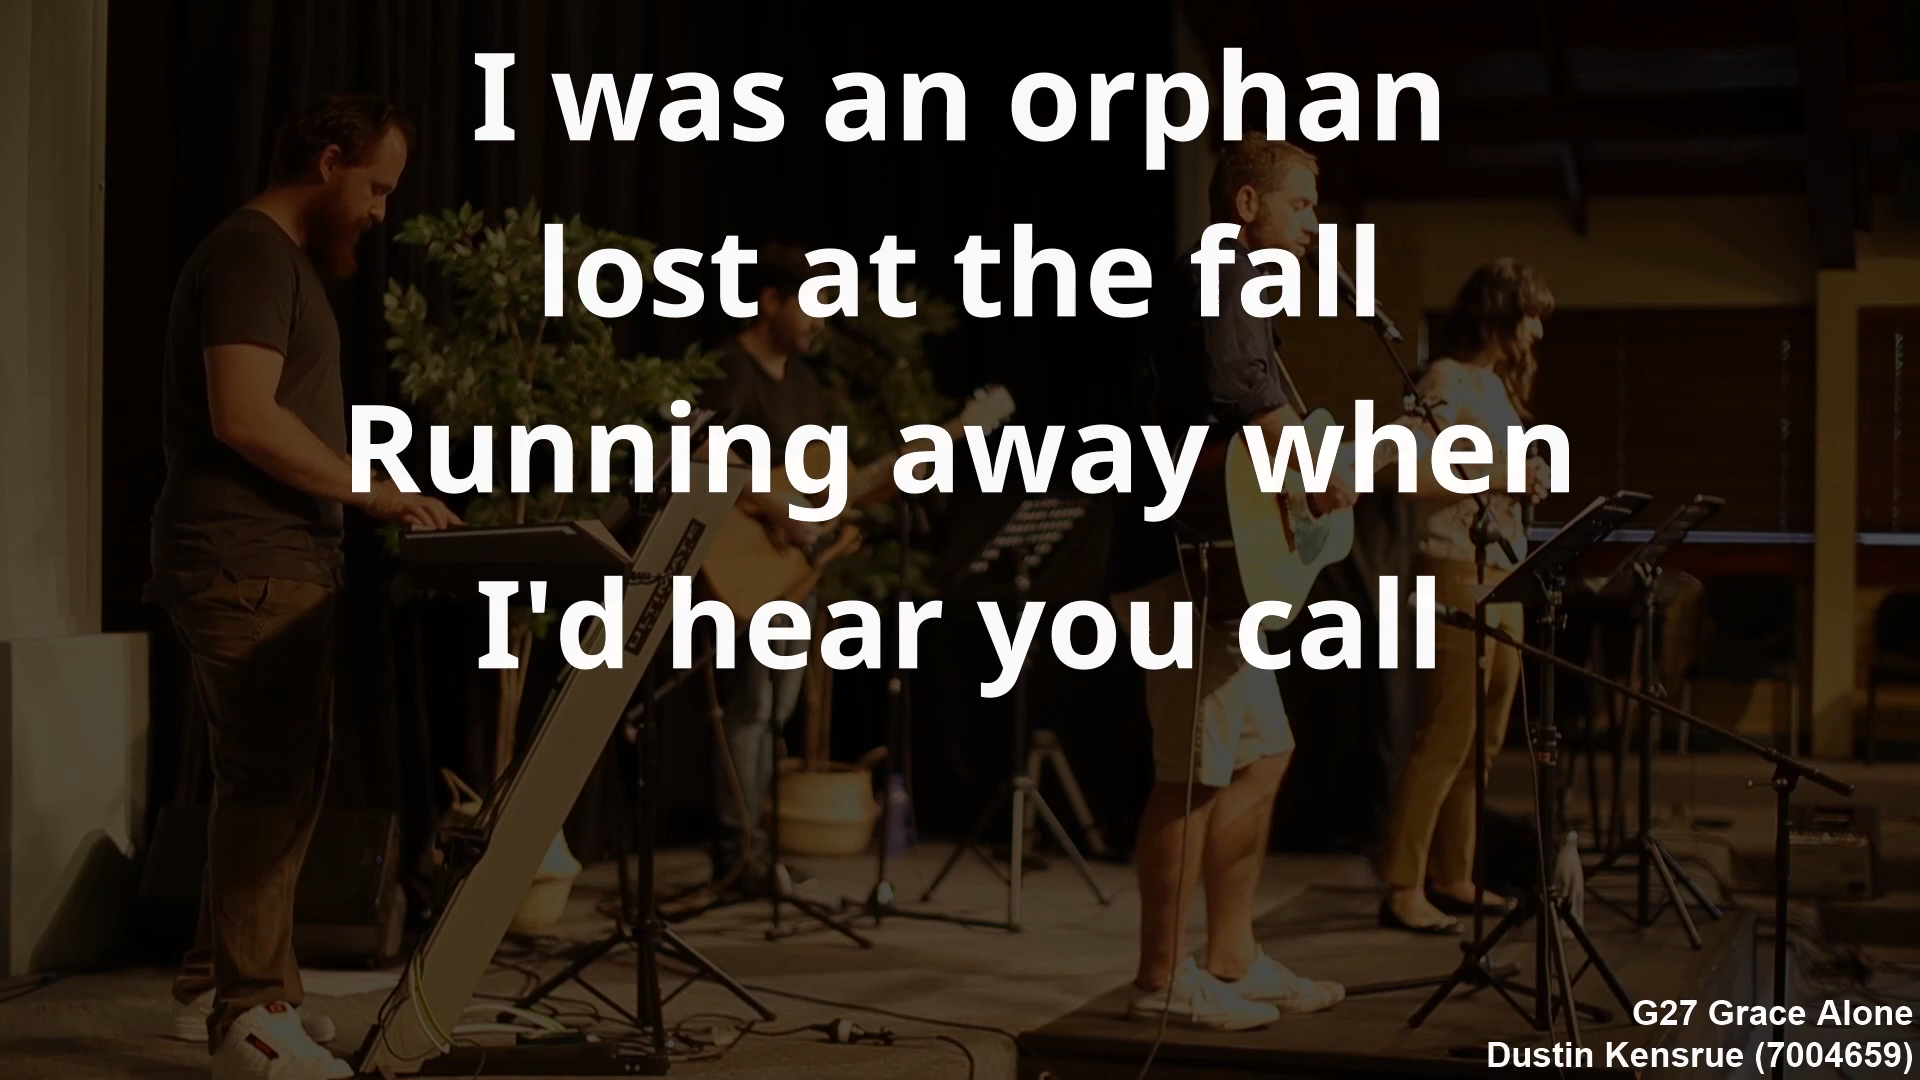 I was an orphan
lost at the fall
Running away when
I'd hear you call
ULTIMATE
G27 Grace Alone
Dustin Kensrue (7004659)